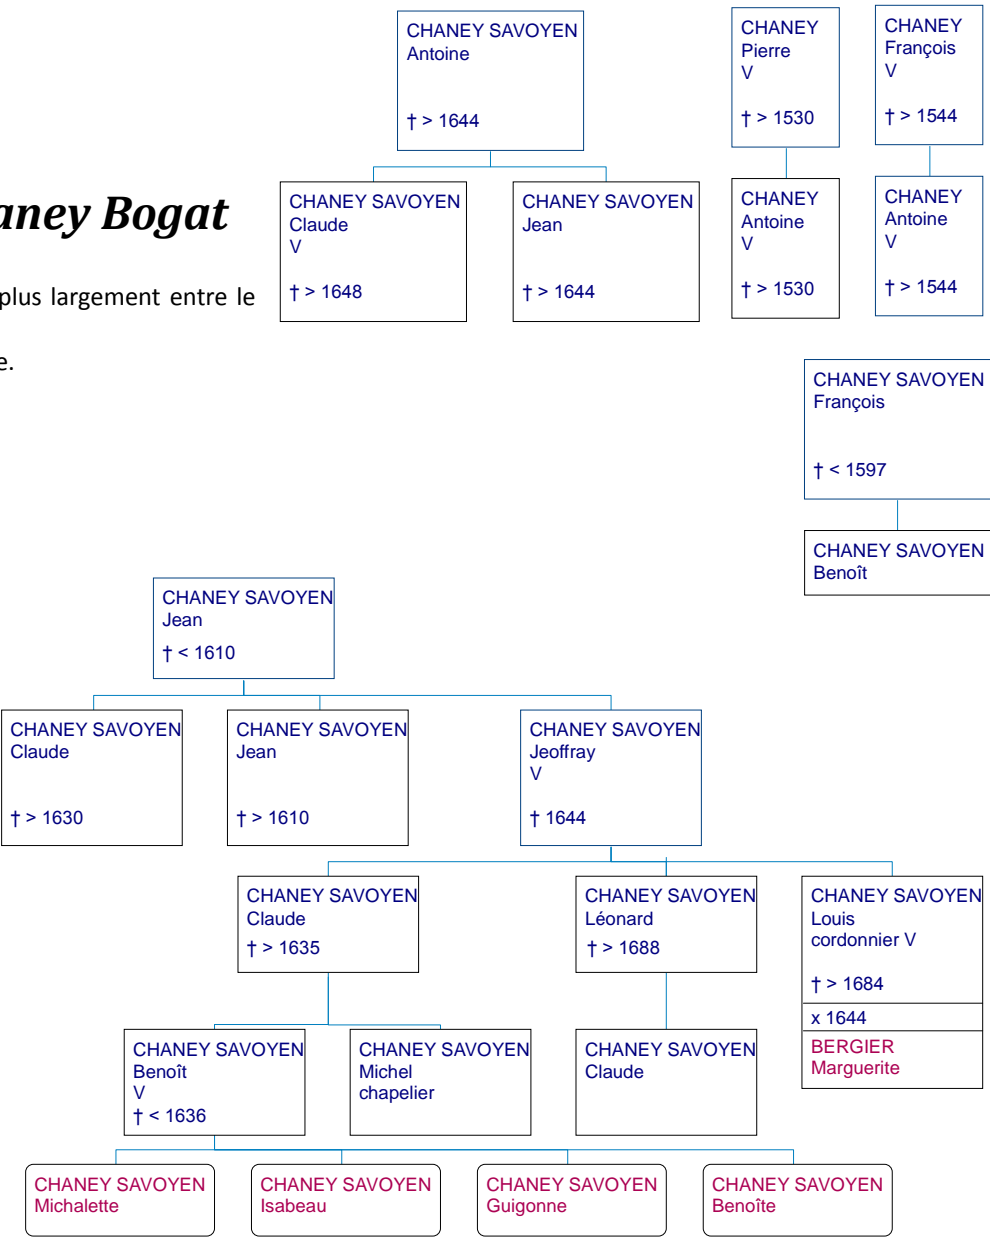 CHANEY SAVOYEN
Antoine
† > 1644
CHANEY
Pierre
V
† > 1530
CHANEY
François
V
† > 1544
CHANEY SAVOYEN
Claude
V
† > 1648
CHANEY SAVOYEN
Jean
† > 1644
CHANEY
Antoine
V
† > 1530
CHANEY
Antoine
V
† > 1544
aney Bogat
plus largement entre le
e.
CHANEY SAVOYEN
François
† < 1597
CHANEY SAVOYEN
Benoît
CHANEY SAVOYEN
Jean
† < 1610
CHANEY SAVOYEN
Claude
† > 1630
CHANEY SAVOYEN
Jean
† > 1610
CHANEY SAVOYEN
Jeoffray
V
† 1644
CHANEY SAVOYEN
Claude
† > 1635
CHANEY SAVOYEN
Léonard
† > 1688
CHANEY SAVOYEN
Louis
cordonnier V
† > 1684
x 1644
BERGIER
Marguerite
CHANEY SAVOYEN
Benoît
V
† < 1636
CHANEY SAVOYEN
Michel
chapelier
CHANEY SAVOYEN
Claude
CHANEY SAVOYEN
Michalette
CHANEY SAVOYEN
Isabeau
CHANEY SAVOYEN
Guigonne
CHANEY SAVOYEN
Benoîte